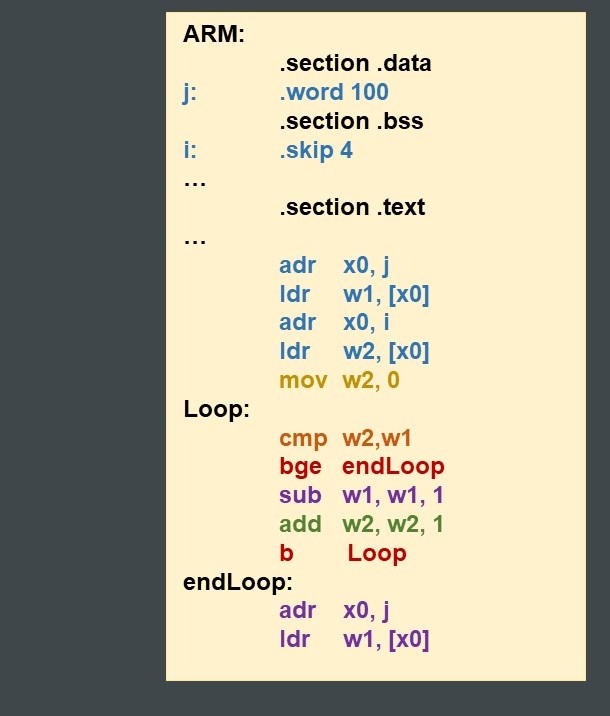 ARM:
.section .data
j: .word 100
.section .bss
i: .skip 4
…
.section .text
…
adr x0, j
ldr w1, [x0]
adr x0, i
ldr w2, [x0]
mov w2, 0
Loop:
cmp w2,w1
bge endLoop
sub w1, w1, 1
add w2, w2, 1
b Loop
endLoop:
adr x0, j
ldr w1, [x0]